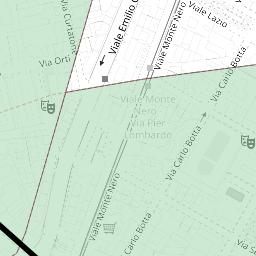 Via Curtatone
Viale Emilio
Viale Monte Nero
Viale Lazio
Via Orti
Via Carlo Botta
Viale Monte
Nero
Via Pier
Lombardo
Via Carlo Botta
Viale Monte Nero
Carlo Botta